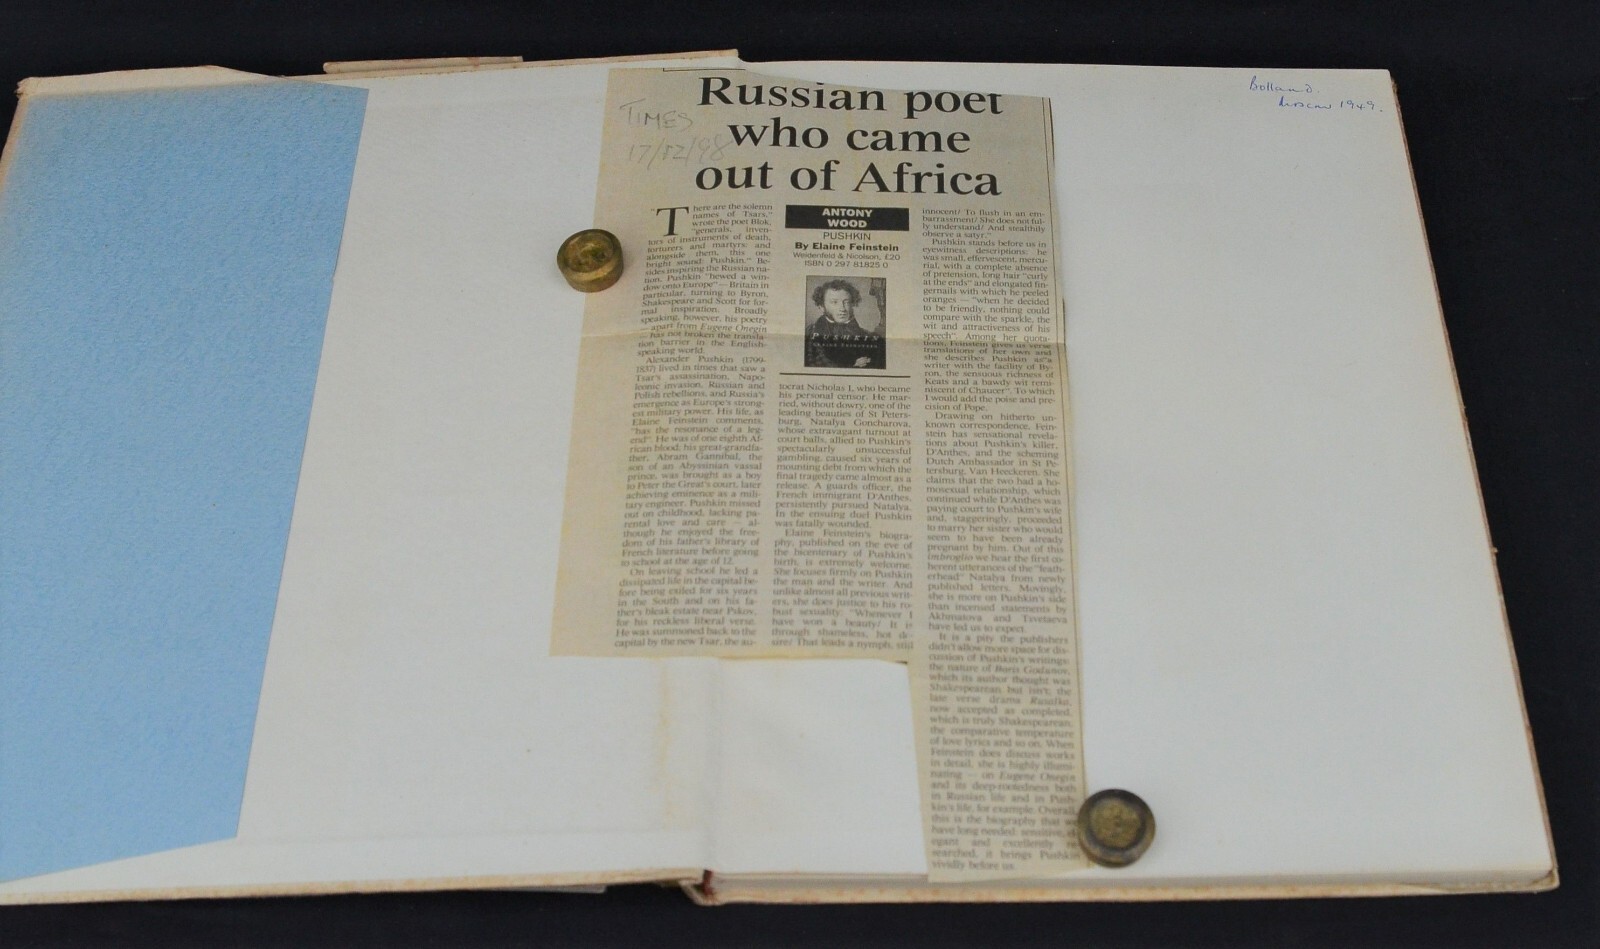 Russian poet
who came
out of Africa
TIMES
17/12/98
Bolland.
Moscow 1949.
There are the solemn
names of Tsars,"
wrote the poet Blok,
"generals, inven-
tors of instruments of death,
torturers and martyrs: and
alongside them, this one
bright sound: Pushkin." Be-
sides inspiring the Russian na-
tion, Pushkin "hewed a win-
dow onto Europe" — Britain in
particular, turning to Byron,
Shakespeare and Scott for for-
mal inspiration. Broadly
speaking, however, his poetry
— apart from Eugene Onegin
— has not broken the transla-
tion barrier in the English-
speaking world.
Alexander Pushkin (1799-
1837) lived in times that saw a
Tsar's assassination, Napo-
leonic invasion, Russian and
Polish rebellions, and Russia's
emergence as Europe's strong-
est military power. His life, as
Elaine Feinstein comments,
"has the resonance of a leg-
end". He was of one eighth Af-
rican blood: his great-grandfa-
ther, Abram Gannibal, the
son of an Abyssinian vassal
prince, was brought as a boy
to Peter the Great's court, later
achieving eminence as a mili-
tary engineer. Pushkin missed
out on childhood, lacking pa-
rental love and care — al-
though he enjoyed the free-
dom of his father's library of
French literature before going
to school at the age of 12.
On leaving school he led a
dissipated life in the capital be-
fore being exiled for six years
in the South and on his fa-
ther's bleak estate near Pskov,
for his reckless liberal verse.
He was summoned back to the
capital by the new Tsar, the au-
ANTONY
WOOD
PUSHKIN
By Elaine Feinstein
Weidenfeld & Nicolson, £20
ISBN 0 297 81825 0
PUSHKIN
ELAINE FEINSTEIN
tocrat Nicholas I, who became
his personal censor. He mar-
ried, without dowry, one of the
leading beauties of St Peters-
burg, Natalya Goncharova,
whose extravagant turnout at
court balls, allied to Pushkin's
spectacularly unsuccessful
gambling, caused six years of
mounting debt from which the
final tragedy came almost as a
release. A guards officer, the
French immigrant D'Anthes,
persistently pursued Natalya.
In the ensuing duel Pushkin
was fatally wounded.
Elaine Feinstein's biogra-
phy, published on the eve of
the bicentenary of Pushkin's
birth, is extremely welcome.
She focuses firmly on Pushkin
the man and the writer. And
unlike almost all previous writ-
ers, she does justice to his ro-
bust sexuality: "Whenever I
have won a beauty/ It is
through shameless, hot de-
sire/ That leads a nymph, still
innocent/ To flush in an em-
barrassment/ She does not ful-
ly understand/ And stealthily
observe a satyr."
Pushkin stands before us in
eyewitness descriptions: he
was small, effervescent, mercu-
rial, with a complete absence
of pretension, long hair "curly
at the ends" and elongated fin-
gernails with which he peeled
oranges — "when he decided
to be friendly, nothing could
compare with the sparkle, the
wit and attractiveness of his
speech". Among her quota-
tions, Feinstein gives us verse
translations of her own and
she describes Pushkin as "a
writer with the facility of By-
ron, the sensuous richness of
Keats and a bawdy wit remi-
niscent of Chaucer". To which
I would add the poise and pre-
cision of Pope.
Drawing on hitherto un-
known correspondence, Fein-
stein has sensational revela-
tions about Pushkin's killer,
D'Anthes, and the scheming
Dutch Ambassador in St Pe-
tersburg, Van Heeckeren. She
claims that the two had a ho-
mosexual relationship, which
continued while D'Anthes was
paying court to Pushkin's wife
and, staggeringly, proceeded
to marry her sister who would
seem to have been already
pregnant by him. Out of this
imbroglio we hear the first co-
herent utterances of the "feath-
erhead" Natalya from newly
published letters. Movingly,
she is more on Pushkin's side
than incensed statements by
Akhmatova and Tsvetaeva
have led us to expect.
It is a pity the publishers
didn't allow more space for dis-
cussion of Pushkin's writings:
the nature of Boris Godunov,
which its author thought was
Shakespearean but isn't; the
late verse drama Rusalka,
now accepted as completed,
which is truly Shakespearean,
the comparative temperature
of love lyrics and so on. When
Feinstein does discuss works
in detail, she is highly illumi-
nating — on Eugene Onegin
and its deep-rootedness both
in Russian life and in Push-
kin's life, for example. Overall,
this is the biography that we
have long needed: sensitive, el-
egant and excellently re-
searched, it brings Pushkin
vividly before us.